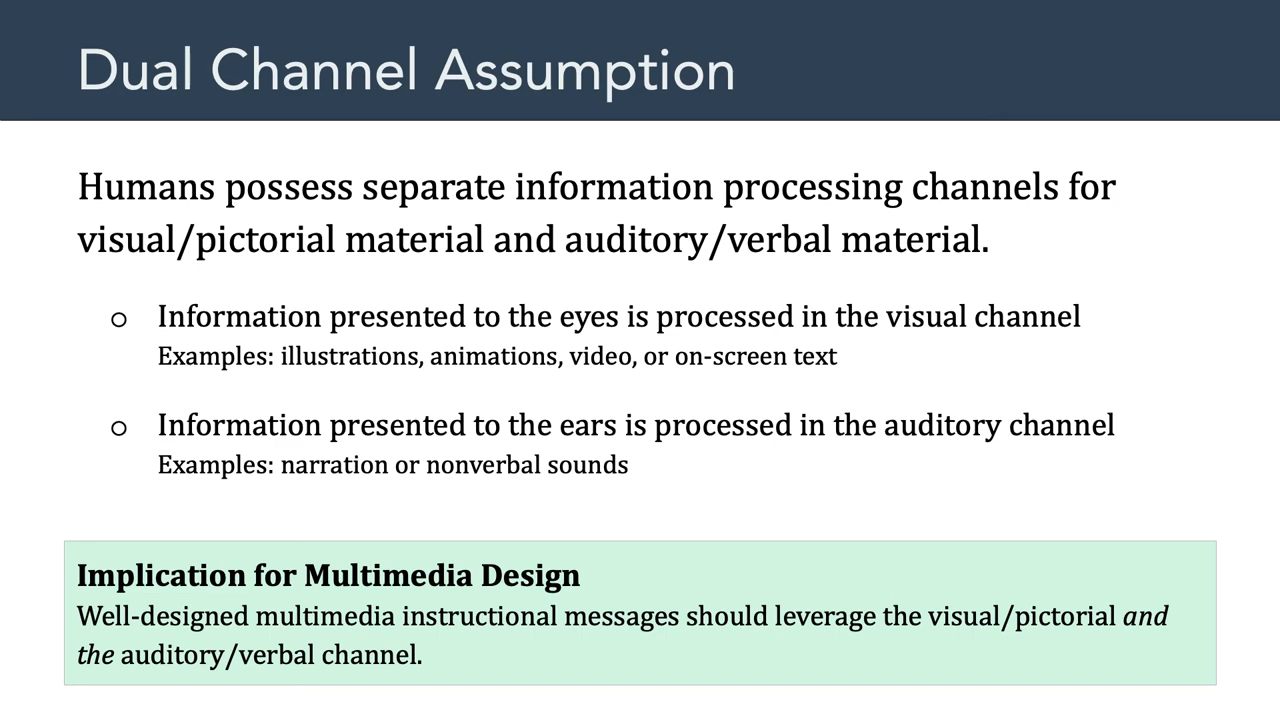 Dual Channel Assumption
Humans possess separate information processing channels for
visual/pictorial material and auditory/verbal material.
Information presented to the eyes is processed in the visual channel
Examples: illustrations, animations, video, or on-screen text
Information presented to the ears is processed in the auditory channel
Examples: narration or nonverbal sounds
Implication for Multimedia Design
Well-designed multimedia instructional messages should leverage the visual/pictorial and
the auditory/verbal channel.